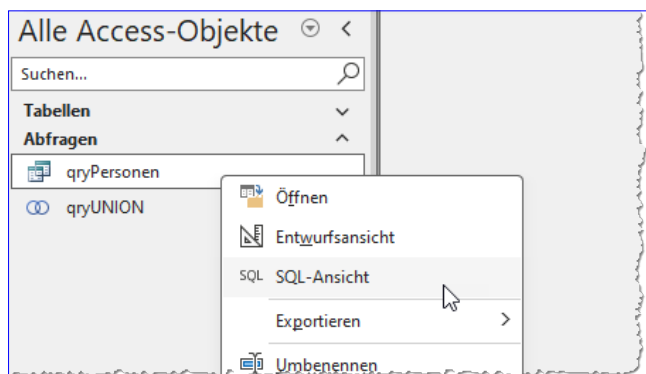 Alle Access-Objekte
Suchen...
Tabellen
Abfragen
qryPersonen
qryUNION
Öffnen
Entwurfsansicht
SQL SQL-Ansicht
Exportieren
Umbenennen